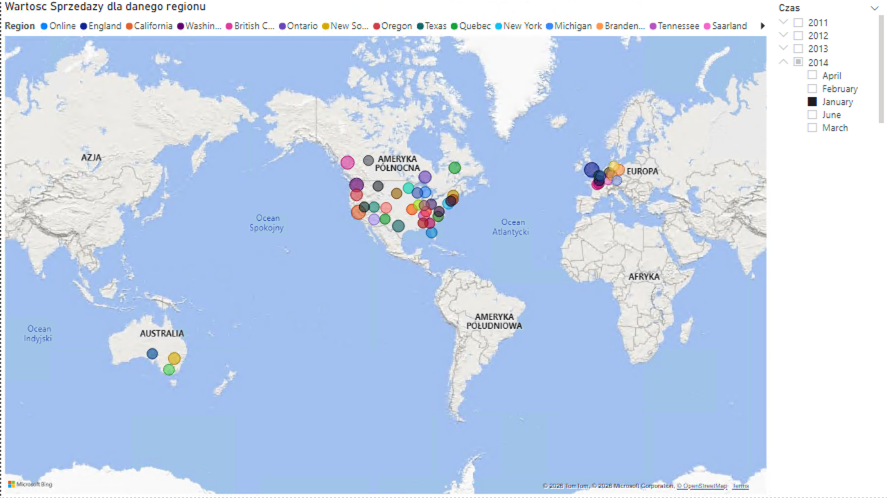 Wartosc Sprzedazy dla danego regionu
Region Online England California Washin... British C... Ontario New So... Oregon Texas Quebec New York Michigan Branden... Tennessee Saarland
Czas
2011
2012
2013
2014
April
February
January
June
March
AZJA
AMERYKA
PÓŁNOCNA
EUROPA
Ocean
Spokojny
Ocean
Atlantycki
AFRYKA
AMERYKA
POŁUDNIOWA
Ocean
Indyjski
AUSTRALIA
Microsoft Bing
© 2026 TomTom, © 2026 Microsoft Corporation, © OpenStreetMap Terms